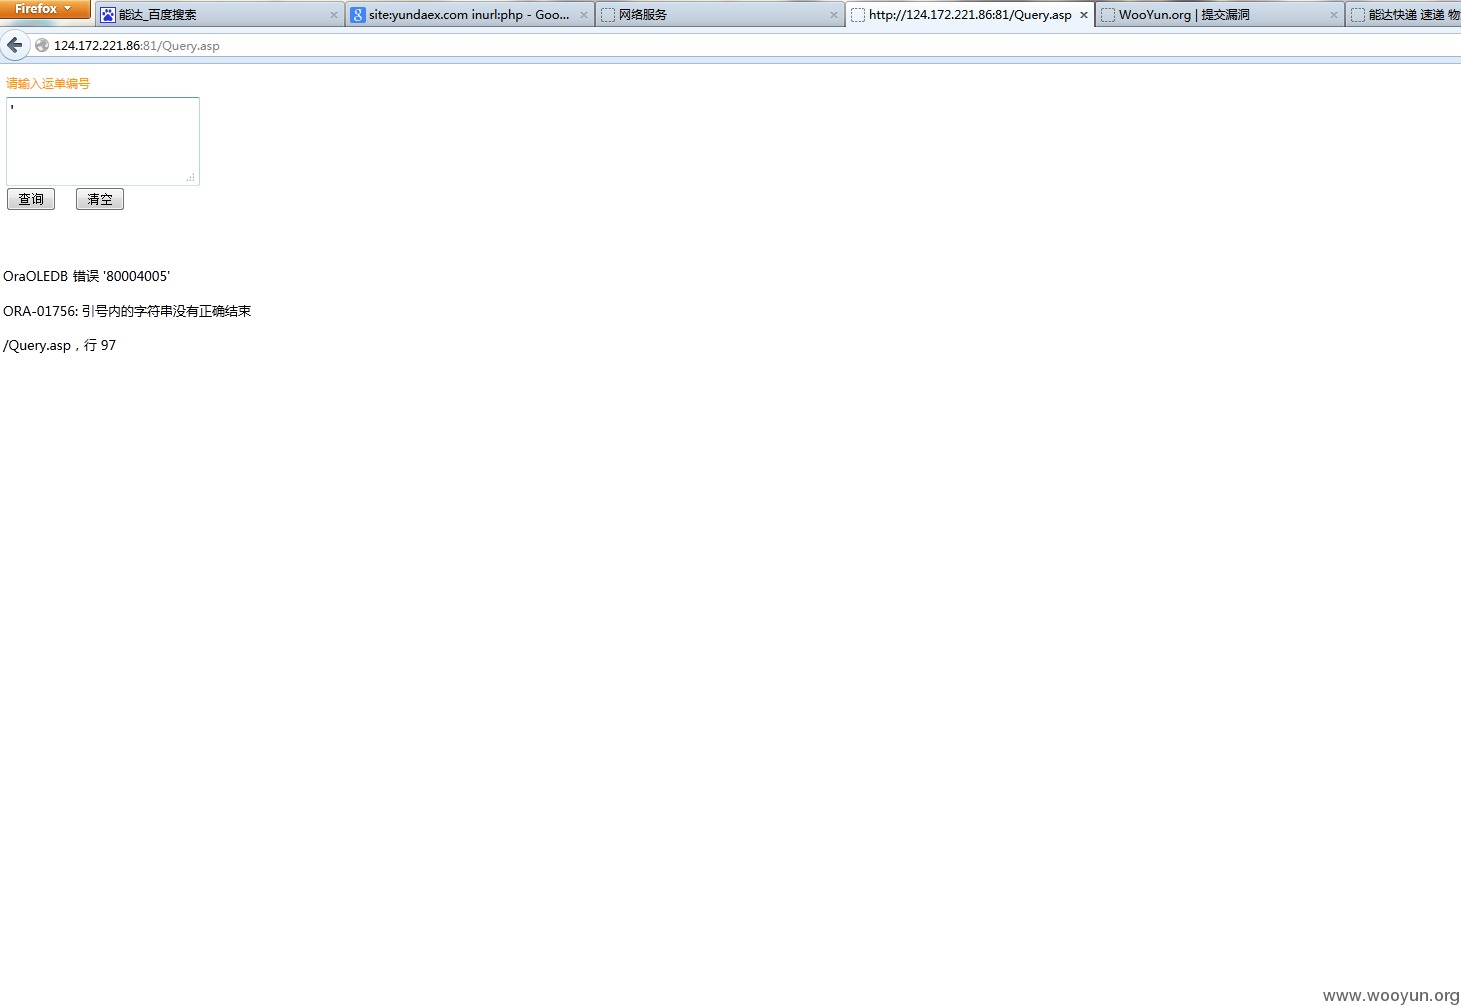 Firefox
能达_百度搜索
site:yundaex.com inurl:php - Goo...
网络服务
http://124.172.221.86:81/Query.asp
WooYun.org | 提交漏洞
能达快递 速递 物
124.172.221.86:81/Query.asp
请输入运单编号
'
查询
清空
OraOLEDB 错误 '80004005'
ORA-01756: 引号内的字符串没有正确结束
/Query.asp，行 97
www.wooyun.org